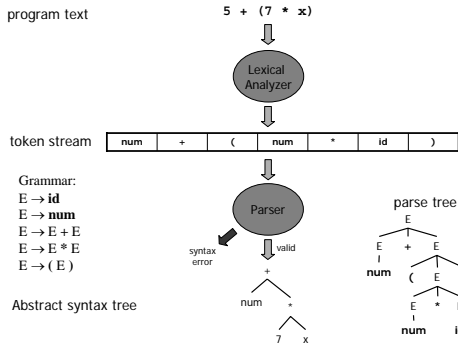 program text
5 + (7 * x)
Lexical
Analyzer
token stream
num + ( num * id )
Grammar:
E → id
E → num
E → E + E
E → E * E
E → ( E )
Parser
syntax
error
valid
parse tree
E
E + E
num
( E
E *
num
Abstract syntax tree
+
num *
7 x